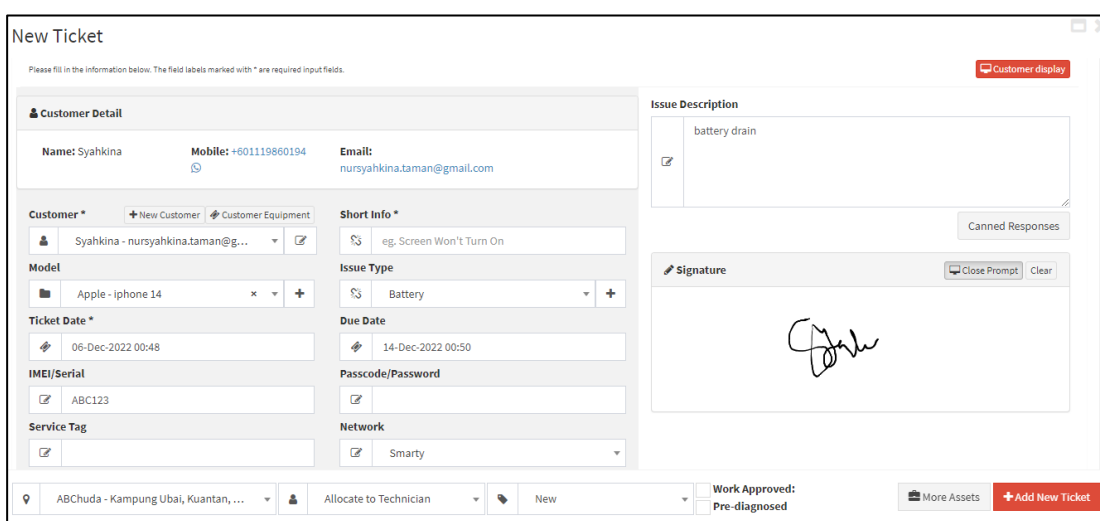 New Ticket
Please fill in the information below. The field labels marked with * are required input fields.
Customer display
Customer Detail
Name: Syahkina Mobile: +601119860194 Email:
nursyahkina.taman@gmail.com
Customer * New Customer Customer Equipment Short Info *
Syahkina - nursyahkina.taman@g... eg. Screen Won't Turn On
Model Issue Type
Apple - iphone 14 × + Battery +
Ticket Date * Due Date
06-Dec-2022 00:48 14-Dec-2022 00:50
IMEI/Serial Passcode/Password
ABC123
Service Tag Network
Smarty
Issue Description
battery drain
Canned Responses
Signature Close Prompt Clear
ABChuda - Kampung Ubai, Kuantan, ... Allocate to Technician New Work Approved:
Pre-diagnosed
More Assets + Add New Ticket